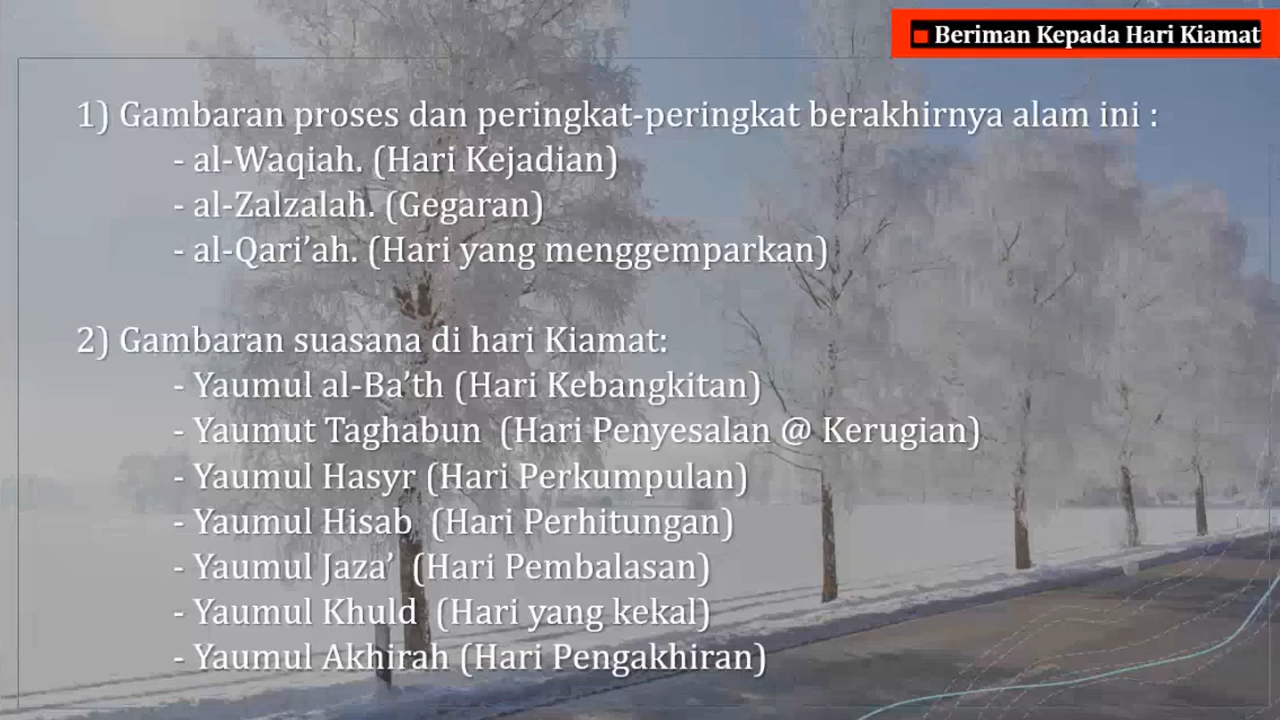 Beriman Kepada Hari Kiamat
1) Gambaran proses dan peringkat-peringkat berakhirnya alam ini :
- al-Waqiah. (Hari Kejadian)
- al-Zalzalah. (Gegaran)
- al-Qari’ah. (Hari yang menggemparkan)
2) Gambaran suasana di hari Kiamat:
- Yaumul al-Ba’th (Hari Kebangkitan)
- Yaumut Taghabun (Hari Penyesalan @ Kerugian)
- Yaumul Hasyr (Hari Perkumpulan)
- Yaumul Hisab (Hari Perhitungan)
- Yaumul Jaza’ (Hari Pembalasan)
- Yaumul Khuld (Hari yang kekal)
- Yaumul Akhirah (Hari Pengakhiran)